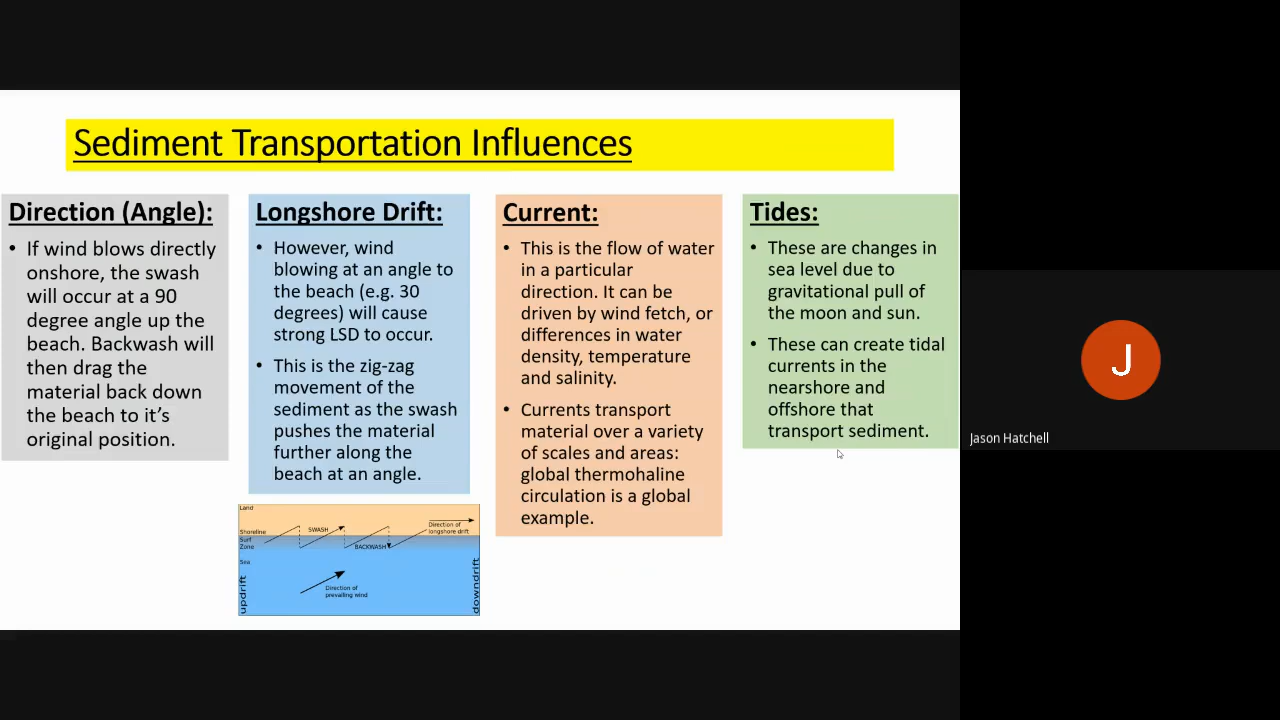 Sediment Transportation Influences
Direction (Angle):
• If wind blows directly
onshore, the swash
will occur at a 90
degree angle up the
beach. Backwash will
then drag the
material back down
the beach to it's
original position.
Longshore Drift:
• However, wind
blowing at an angle to
the beach (e.g. 30
degrees) will cause
strong LSD to occur.
• This is the zig-zag
movement of the
sediment as the swash
pushes the material
further along the
beach at an angle.
Land
Shoreline
Surf
Zone
Sea
SWASH
BACKWASH
Direction of
longshore drift
Direction of
prevailing wind
updrift
downdrift
Current:
• This is the flow of water
in a particular
direction. It can be
driven by wind fetch, or
differences in water
density, temperature
and salinity.
• Currents transport
material over a variety
of scales and areas:
global thermohaline
circulation is a global
example.
Tides:
• These are changes in
sea level due to
gravitational pull of
the moon and sun.
• These can create tidal
currents in the
nearshore and
offshore that
transport sediment.
J
Jason Hatchell